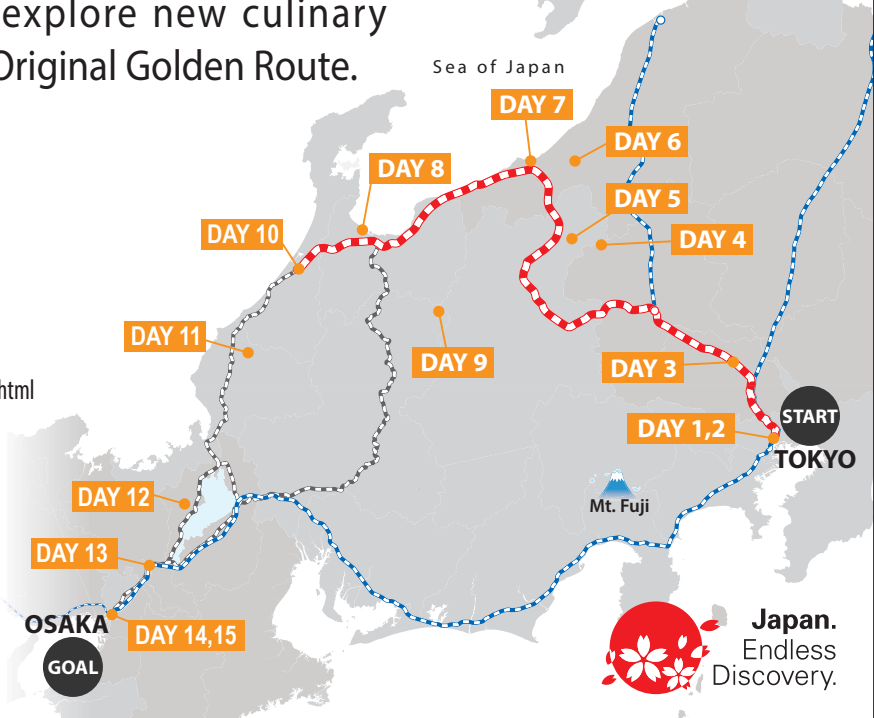 explore new culinary
Original Golden Route.
Sea of Japan
DAY 7
DAY 6
DAY 8
DAY 5
DAY 10
DAY 4
DAY 11
DAY 9
DAY 3
html
START
DAY 1,2
TOKYO
Mt. Fuji
DAY 12
DAY 13
OSAKA
DAY 14,15
GOAL
Japan.
Endless
Discovery.